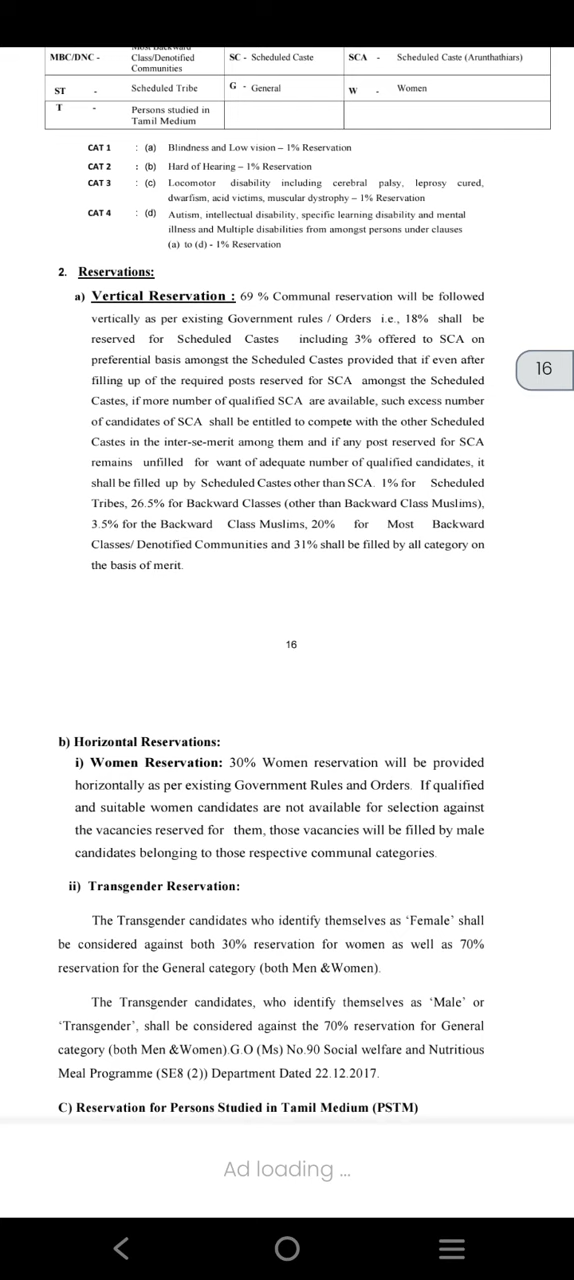 Most Backward
MBC/DNC - Class/Denotified Communities SC - Scheduled Caste SCA - Scheduled Caste (Arunthathiars)
ST - Scheduled Tribe G - General W - Women
T - Persons studied in Tamil Medium
CAT 1 : (a) Blindness and Low vision – 1% Reservation
CAT 2 : (b) Hard of Hearing – 1% Reservation
CAT 3 : (c) Locomotor disability including cerebral palsy, leprosy cured,
dwarfism, acid victims, muscular dystrophy – 1% Reservation
CAT 4 : (d) Autism, intellectual disability, specific learning disability and mental
illness and Multiple disabilities from amongst persons under clauses
(a) to (d) - 1% Reservation
2. Reservations:
a) Vertical Reservation : 69 % Communal reservation will be followed
vertically as per existing Government rules / Orders i.e., 18% shall be
reserved for Scheduled Castes including 3% offered to SCA on
preferential basis amongst the Scheduled Castes provided that if even after
filling up of the required posts reserved for SCA amongst the Scheduled
Castes, if more number of qualified SCA are available, such excess number
of candidates of SCA shall be entitled to compete with the other Scheduled
Castes in the inter-se-merit among them and if any post reserved for SCA
remains unfilled for want of adequate number of qualified candidates, it
shall be filled up by Scheduled Castes other than SCA. 1% for Scheduled
Tribes, 26.5% for Backward Classes (other than Backward Class Muslims),
3.5% for the Backward Class Muslims, 20% for Most Backward
Classes/ Denotified Communities and 31% shall be filled by all category on
the basis of merit.
16
16
b) Horizontal Reservations:
i) Women Reservation: 30% Women reservation will be provided
horizontally as per existing Government Rules and Orders. If qualified
and suitable women candidates are not available for selection against
the vacancies reserved for them, those vacancies will be filled by male
candidates belonging to those respective communal categories.
ii) Transgender Reservation:
The Transgender candidates who identify themselves as ‘Female’ shall
be considered against both 30% reservation for women as well as 70%
reservation for the General category (both Men &Women).
The Transgender candidates, who identify themselves as ‘Male’ or
‘Transgender’, shall be considered against the 70% reservation for General
category (both Men &Women).G.O (Ms) No.90 Social welfare and Nutritious
Meal Programme (SE8 (2)) Department Dated 22.12.2017.
C) Reservation for Persons Studied in Tamil Medium (PSTM)
Ad loading ...